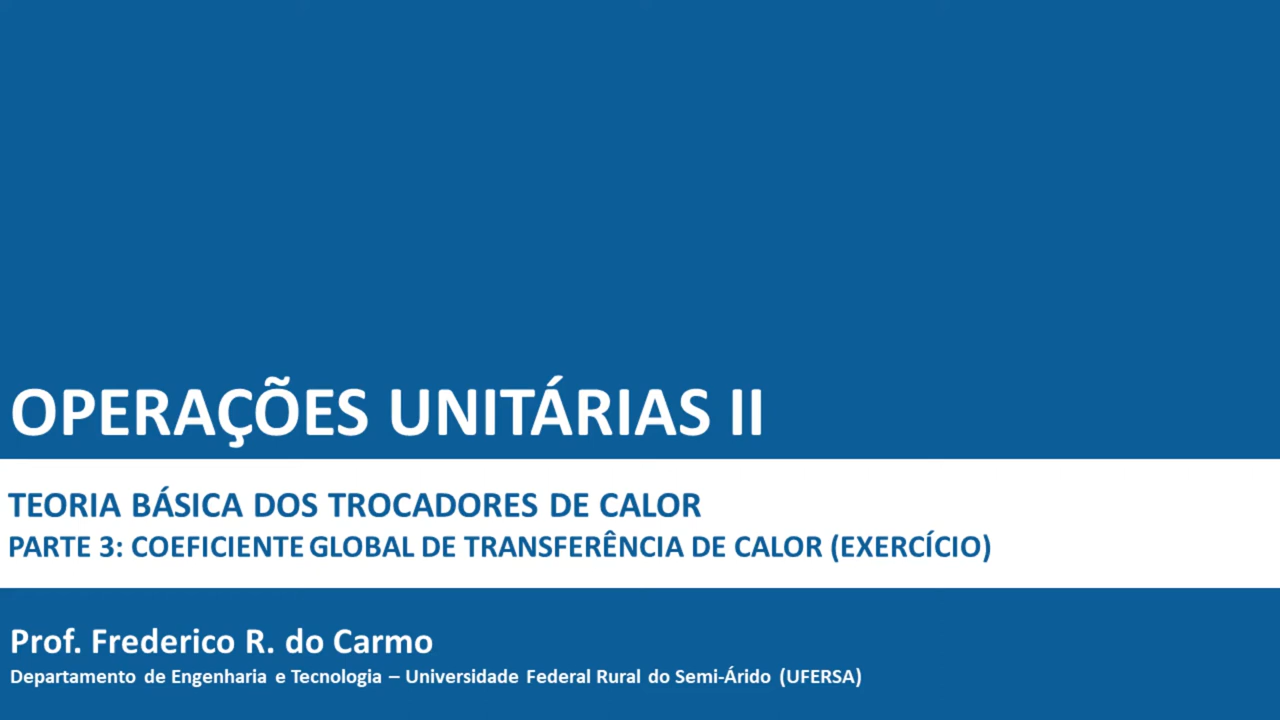 OPERAÇÕES UNITÁRIAS II
TEORIA BÁSICA DOS TROCADORES DE CALOR
PARTE 3: COEFICIENTE GLOBAL DE TRANSFERÊNCIA DE CALOR (EXERCÍCIO)
Prof. Frederico R. do Carmo
Departamento de Engenharia e Tecnologia – Universidade Federal Rural do Semi-Árido (UFERSA)